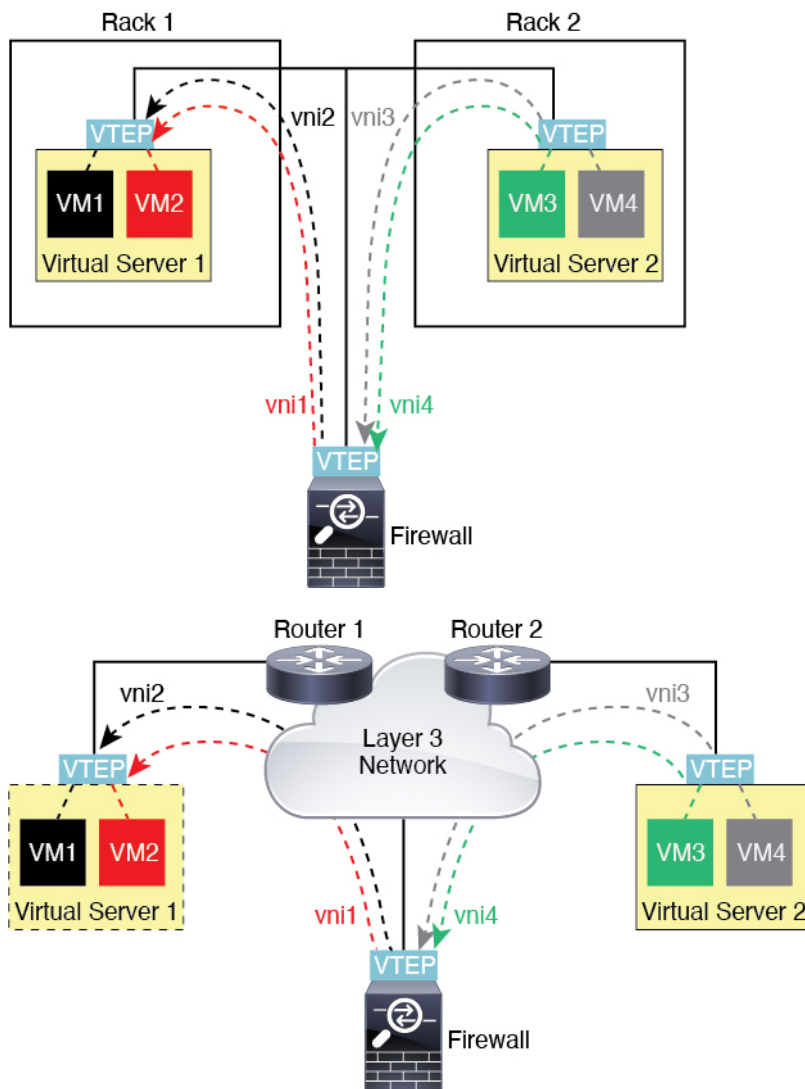 Rack 1
Rack 2
vni2
vni3
VTEP
VTEP
VM1
VM2
VM3
VM4
Virtual Server 1
Virtual Server 2
vni1
vni4
VTEP
Firewall
Router 1
Router 2
vni2
vni3
Layer 3
Network
VTEP
VTEP
VM1
VM2
VM3
VM4
Virtual Server 1
Virtual Server 2
vni1
vni4
VTEP
Firewall